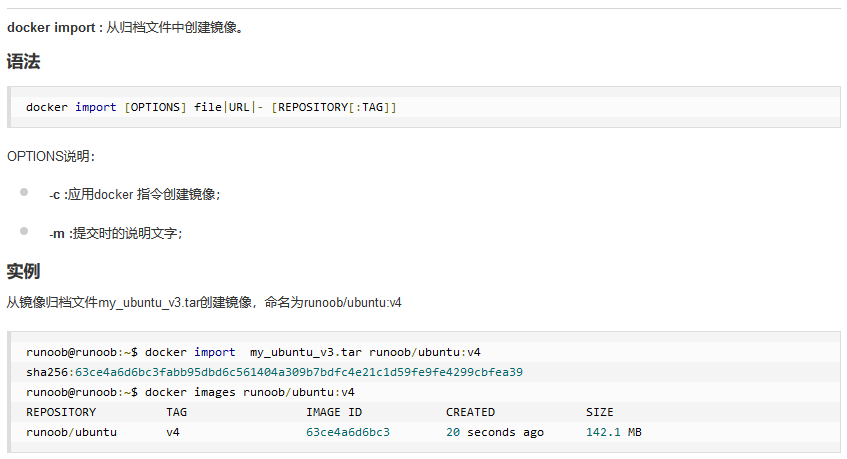 docker import : 从归档文件中创建镜像。
语法
docker import [OPTIONS] file|URL|- [REPOSITORY[:TAG]]
OPTIONS说明：
-c :应用docker 指令创建镜像；
-m :提交时的说明文字；
实例
从镜像归档文件my_ubuntu_v3.tar创建镜像，命名为runoob/ubuntu:v4
runoob@runoob:~$ docker import  my_ubuntu_v3.tar runoob/ubuntu:v4
sha256:63ce4a6d6bc3fabb95dbd6c561404a309b7bdfc4e21c1d59fe9fe4299cbfea39
runoob@runoob:~$ docker images runoob/ubuntu:v4
REPOSITORY          TAG                 IMAGE ID            CREATED             SIZE
runoob/ubuntu       v4                  63ce4a6d6bc3        20 seconds ago      142.1 MB